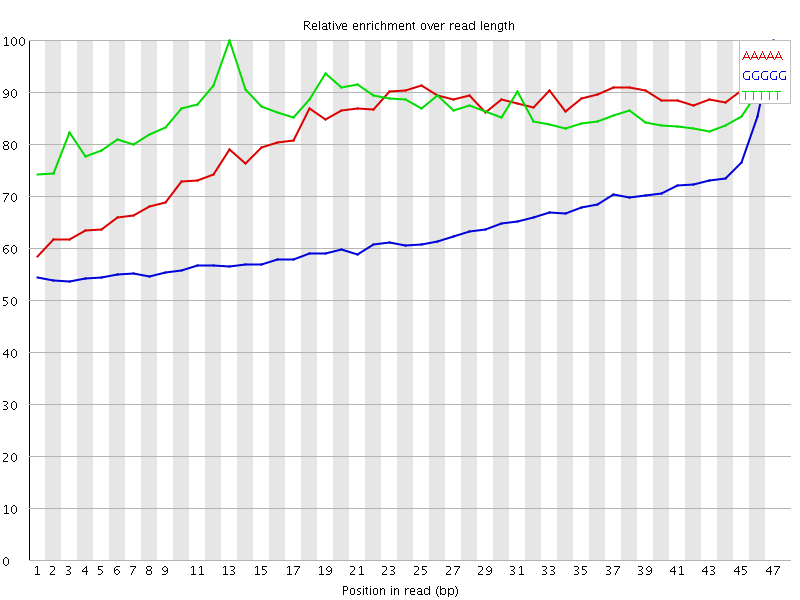 Relative enrichment over read length
100
AAAAA
GGGGG
TTTTT
90
80
70
60
50
40
30
20
10
0
1 2 3 4 5 6 7 8 9 11 13 15 17 19 21 23 25 27 29 31 33 35 37 39 41 43 45 47
Position in read (bp)